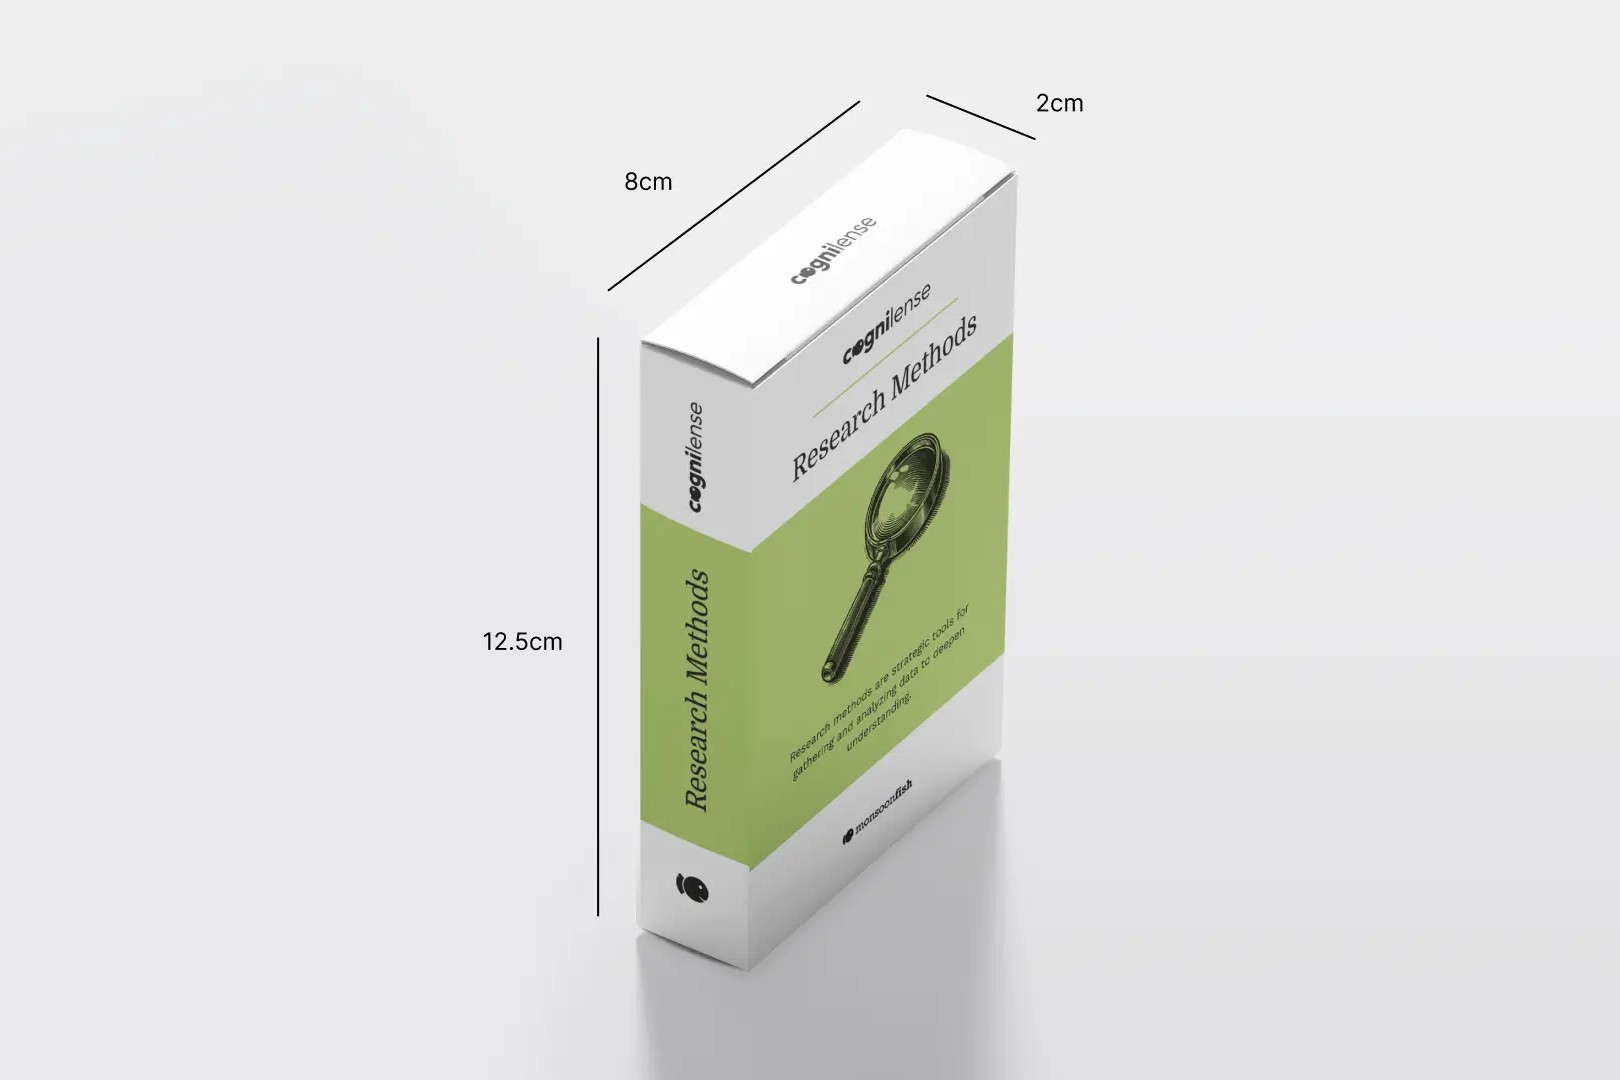 2cm
8cm
12.5cm
cognilense
cognilense
Research Methods
Research methods are strategic tools for
gathering and analyzing data to deepen
understanding.
monsoonfish
cognilense
Research Methods